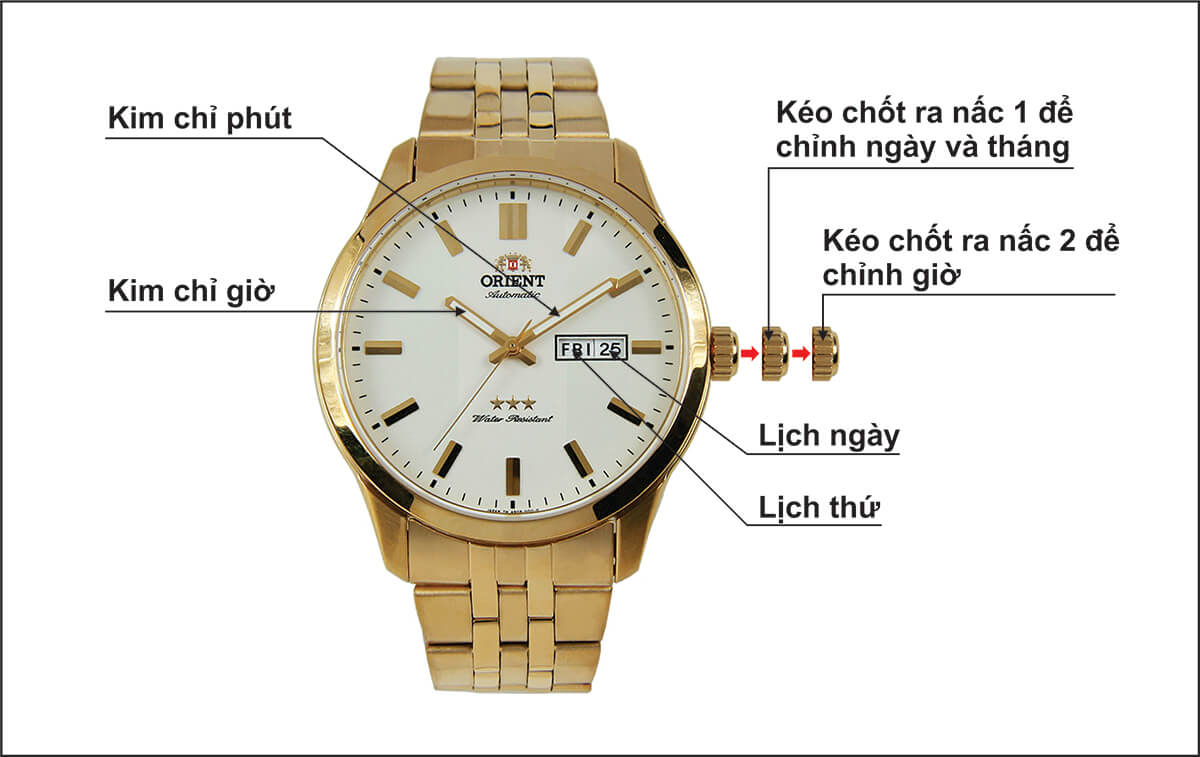 Kim chỉ phút
Kim chỉ giờ
Kéo chốt ra nấc 1 để
chỉnh ngày và tháng
Kéo chốt ra nấc 2 để
chỉnh giờ
ORIENT
Automatic
FRI 25
Water Resistant
Lịch ngày
Lịch thứ